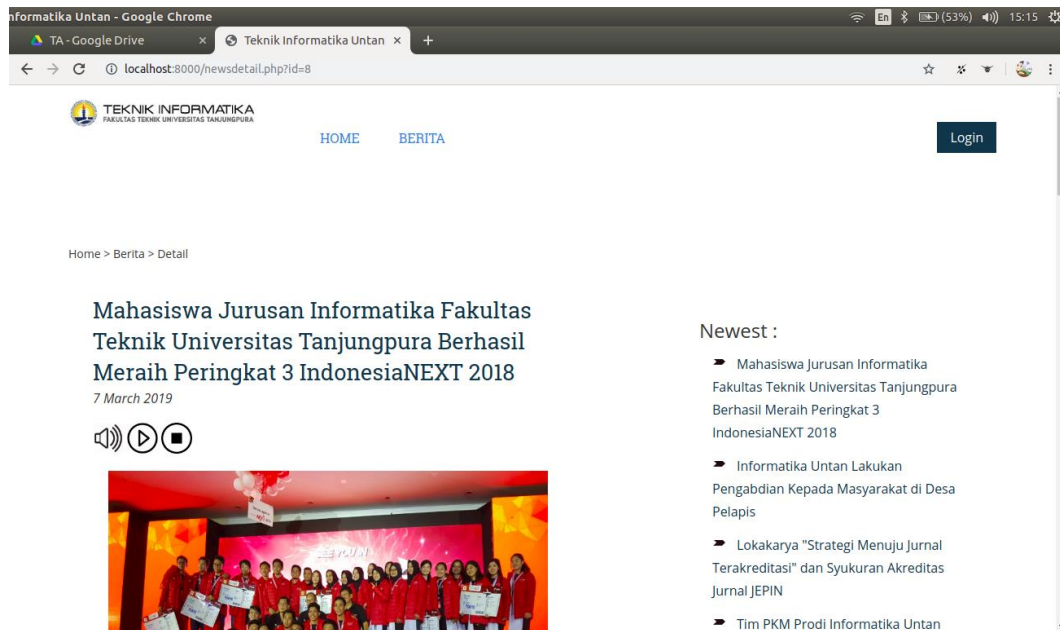 nformatika Untan - Google Chrome
En (53%) 15:15
TA - Google Drive × Teknik Informatika Untan × +
localhost:8000/newsdetail.php?id=8
TEKNIK INFORMATIKA
FAKULTAS TEKNIK UNIVERSITAS TANJUNGPURA
HOME BERITA
Login
Home > Berita > Detail
Mahasiswa Jurusan Informatika Fakultas
Teknik Universitas Tanjungpura Berhasil
Meraih Peringkat 3 IndonesiaNEXT 2018
7 March 2019
SEE YOU IN
Newest :
Mahasiswa Jurusan Informatika
Fakultas Teknik Universitas Tanjungpura
Berhasil Meraih Peringkat 3
IndonesiaNEXT 2018
Informatika Untan Lakukan
Pengabdian Kepada Masyarakat di Desa
Pelapis
Lokakarya "Strategi Menuju Jurnal
Terakreditasi" dan Syukuran Akreditas
Jurnal JEPIN
Tim PKM Prodi Informatika Untan